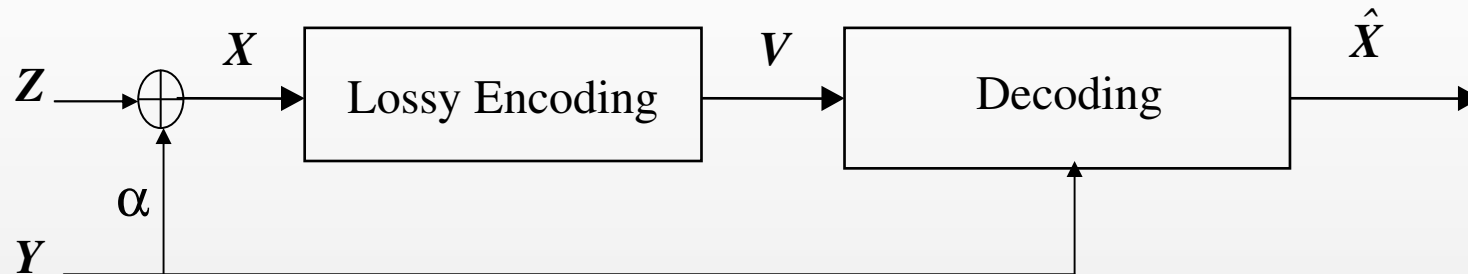 Z X Lossy Encoding V Decoding X̂
α
Y